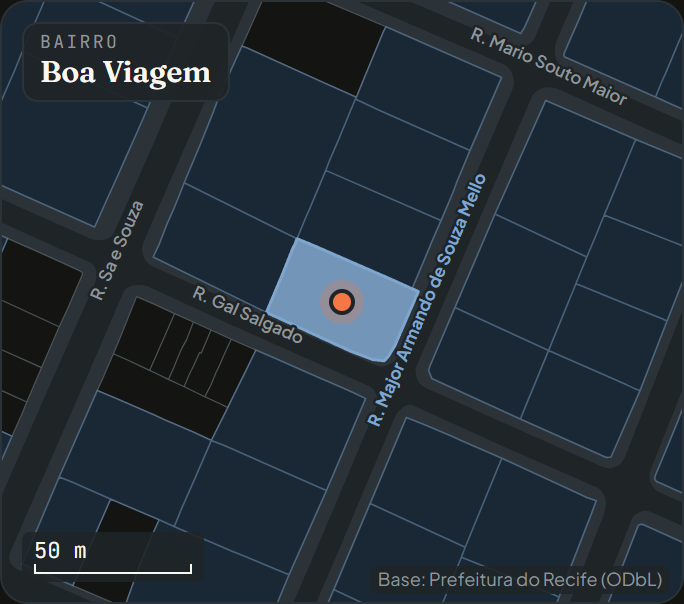 BAIRRO
Boa Viagem
R. Mario Souto Maior
R. Sa e Souza
R. Gal Salgado
R. Major Armando de Souza Mello
50 m
Base: Prefeitura do Recife (ODbL)